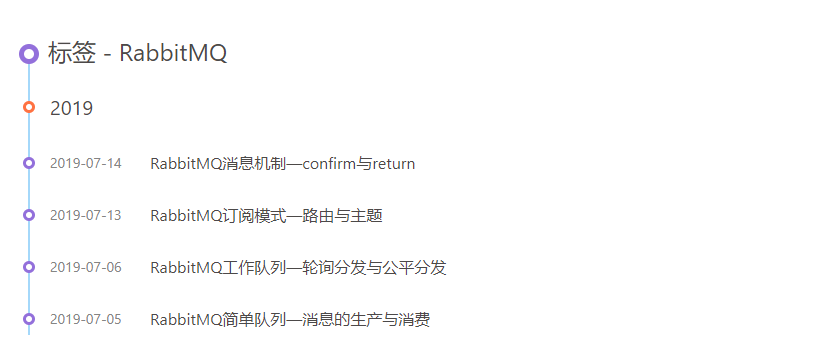 标签 - RabbitMQ
2019
2019-07-14 RabbitMQ消息机制—confirm与return
2019-07-13 RabbitMQ订阅模式—路由与主题
2019-07-06 RabbitMQ工作队列—轮询分发与公平分发
2019-07-05 RabbitMQ简单队列—消息的生产与消费